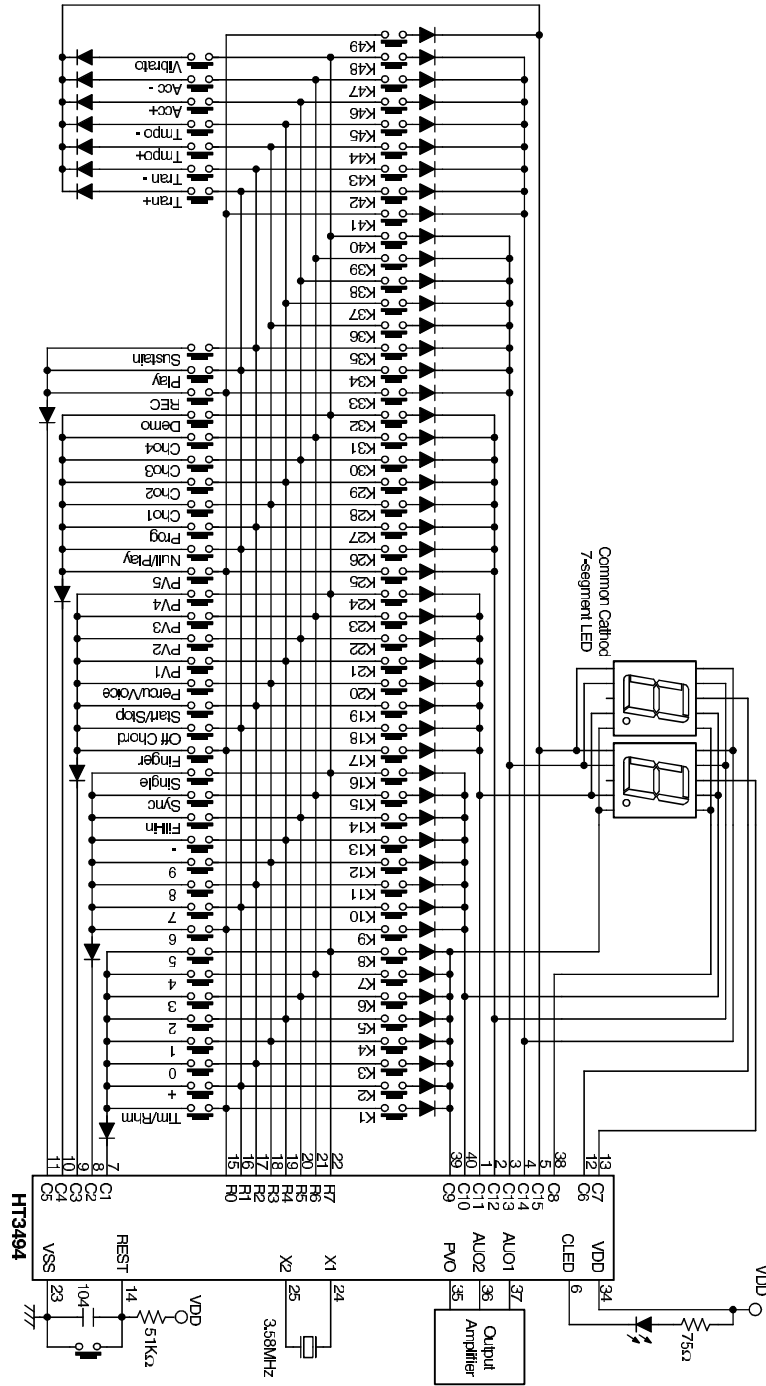 K49
K48
K47
K46
K45
K44
K43
K42
K41
K40
K39
K38
K37
K36
K35
K34
K33
K32
K31
K30
K29
K28
K27
K26
K25
K24
K23
K22
K21
K20
K19
K18
K17
K16
K15
K14
K13
K12
K11
K10
K9
K8
K7
K6
K5
K4
K3
K2
K1
Vibrato
Acc -
Acc+
Tmpo -
Tmpo+
Tran -
Tran+
Sustain
Play
REC
Demo
Cho4
Cho3
Cho2
Cho1
Prog
Null/Play
PV5
PV4
PV3
PV2
PV1
Percu/Voice
Start/Stop
Off Chord
Finger
Single
Sync
Fill-in
-
9
8
7
6
5
4
3
2
1
0
+
Tim/Rhm
Common Cathod
7-segment LED
11
10
9
8
7
15
16
17
18
19
20
21
22
39
40
1
2
3
4
5
38
12
13
C5
C4
C3
C2
C1
R0
R1
R2
R3
R4
R5
R6
R7
C9
C10
C11
C12
C13
C14
C15
C8
C6
C7
HT3494
VSS
REST
X2
X1
PVO
AUO2
AUO1
CLED
VDD
23
14
25
24
35
36
37
6
34
104
51KΩ
VDD
3.58MHz
Output
Amplifier
75Ω
VDD